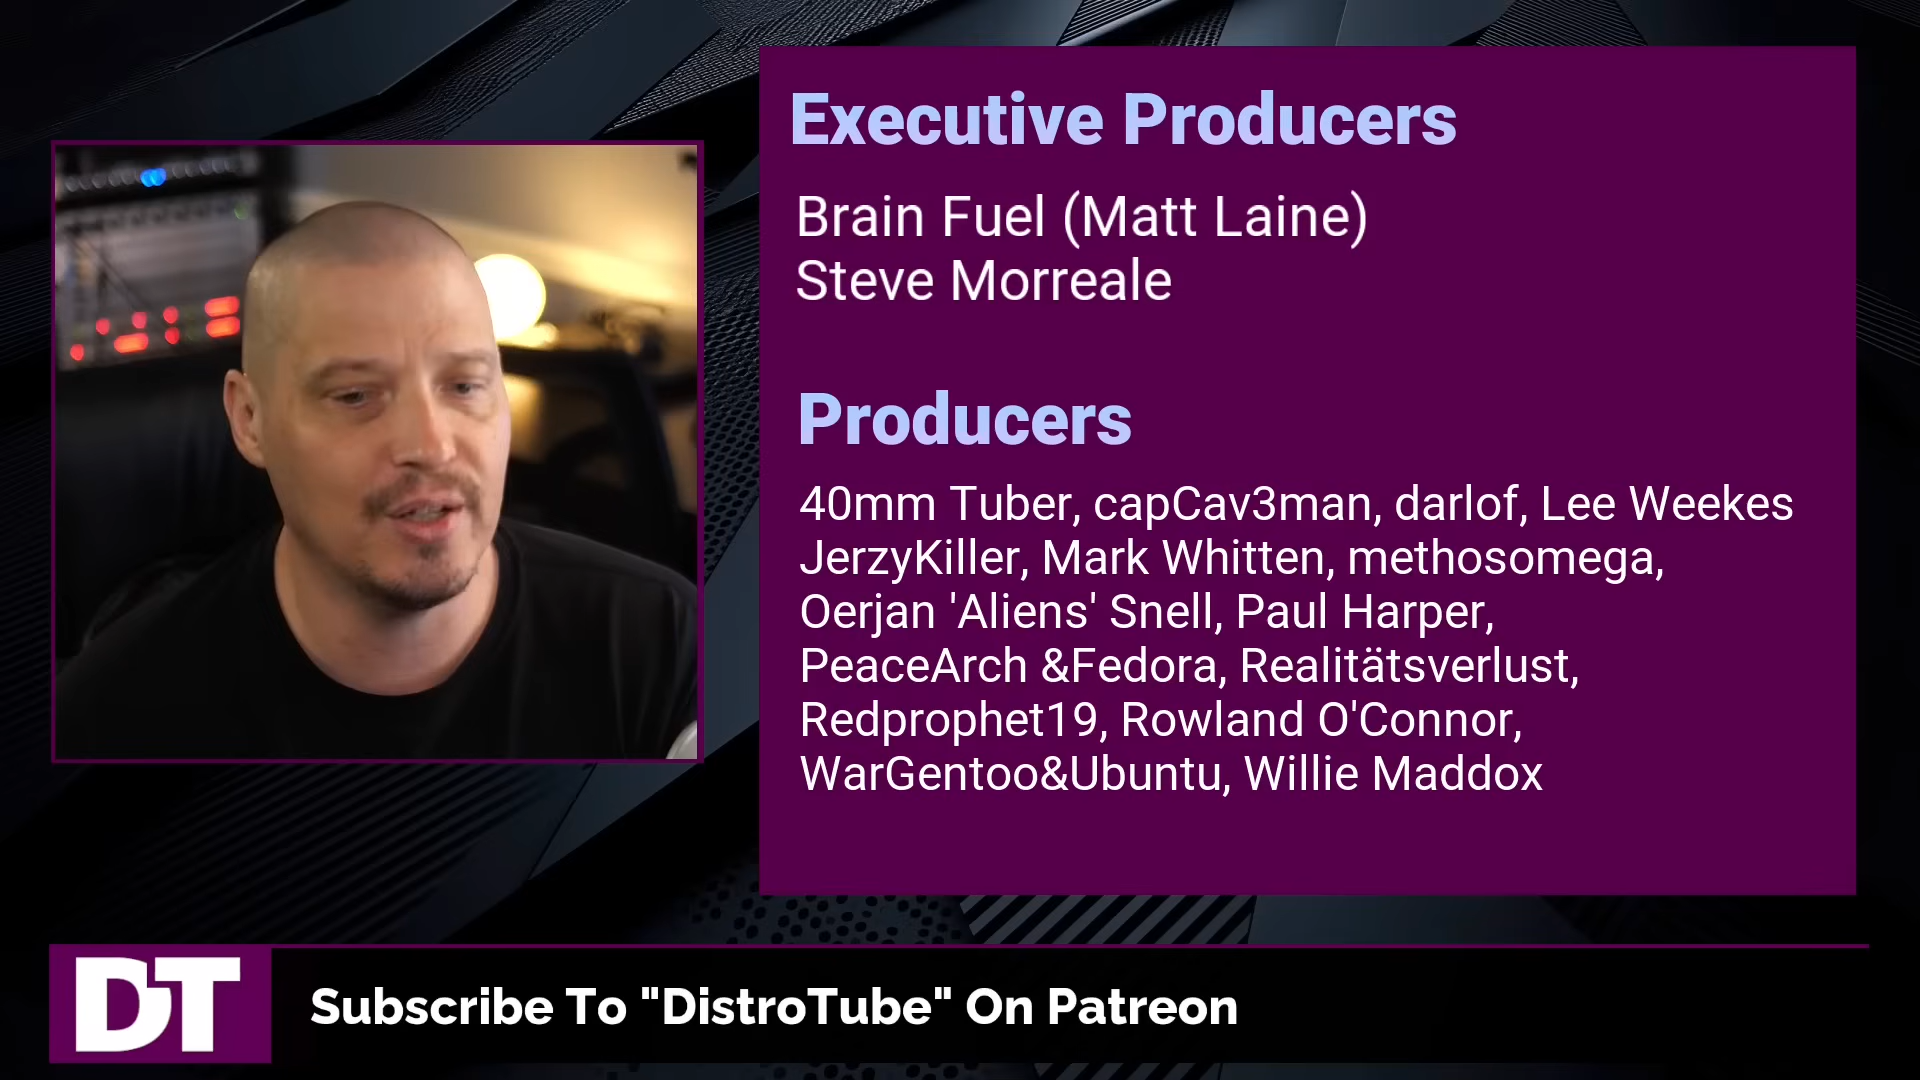 Executive Producers
Brain Fuel (Matt Laine)
Steve Morreale
Producers
40mm Tuber, capCav3man, darlof, Lee Weekes
JerzyKiller, Mark Whitten, methosomega,
Oerjan 'Aliens' Snell, Paul Harper,
PeaceArch &Fedora, Realitätsverlust,
Redprophet19, Rowland O'Connor,
WarGentoo&Ubuntu, Willie Maddox
DT
Subscribe To "DistroTube" On Patreon